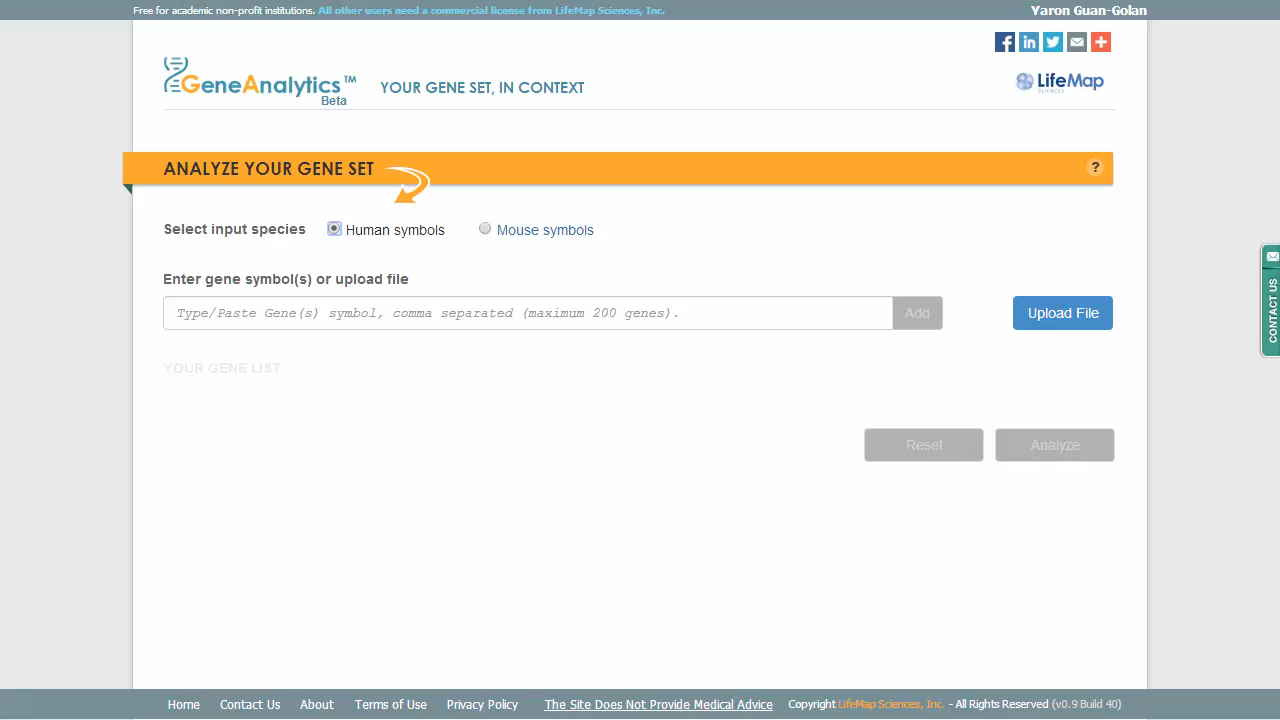 Free for academic non-profit institutions. All other users need a commercial license from LifeMap Sciences, Inc.
Yaron Guan-Golan
GeneAnalytics™
Beta
YOUR GENE SET, IN CONTEXT
LifeMap
SCIENCES
ANALYZE YOUR GENE SET
?
Select input species Human symbols Mouse symbols
Enter gene symbol(s) or upload file
Type/Paste Gene(s) symbol, comma separated (maximum 200 genes). Add Upload File
CONTACT US
YOUR GENE LIST
Reset Analyze
Home Contact Us About Terms of Use Privacy Policy The Site Does Not Provide Medical Advice Copyright LifeMap Sciences, Inc. - All Rights Reserved (v0.9 Build 40)